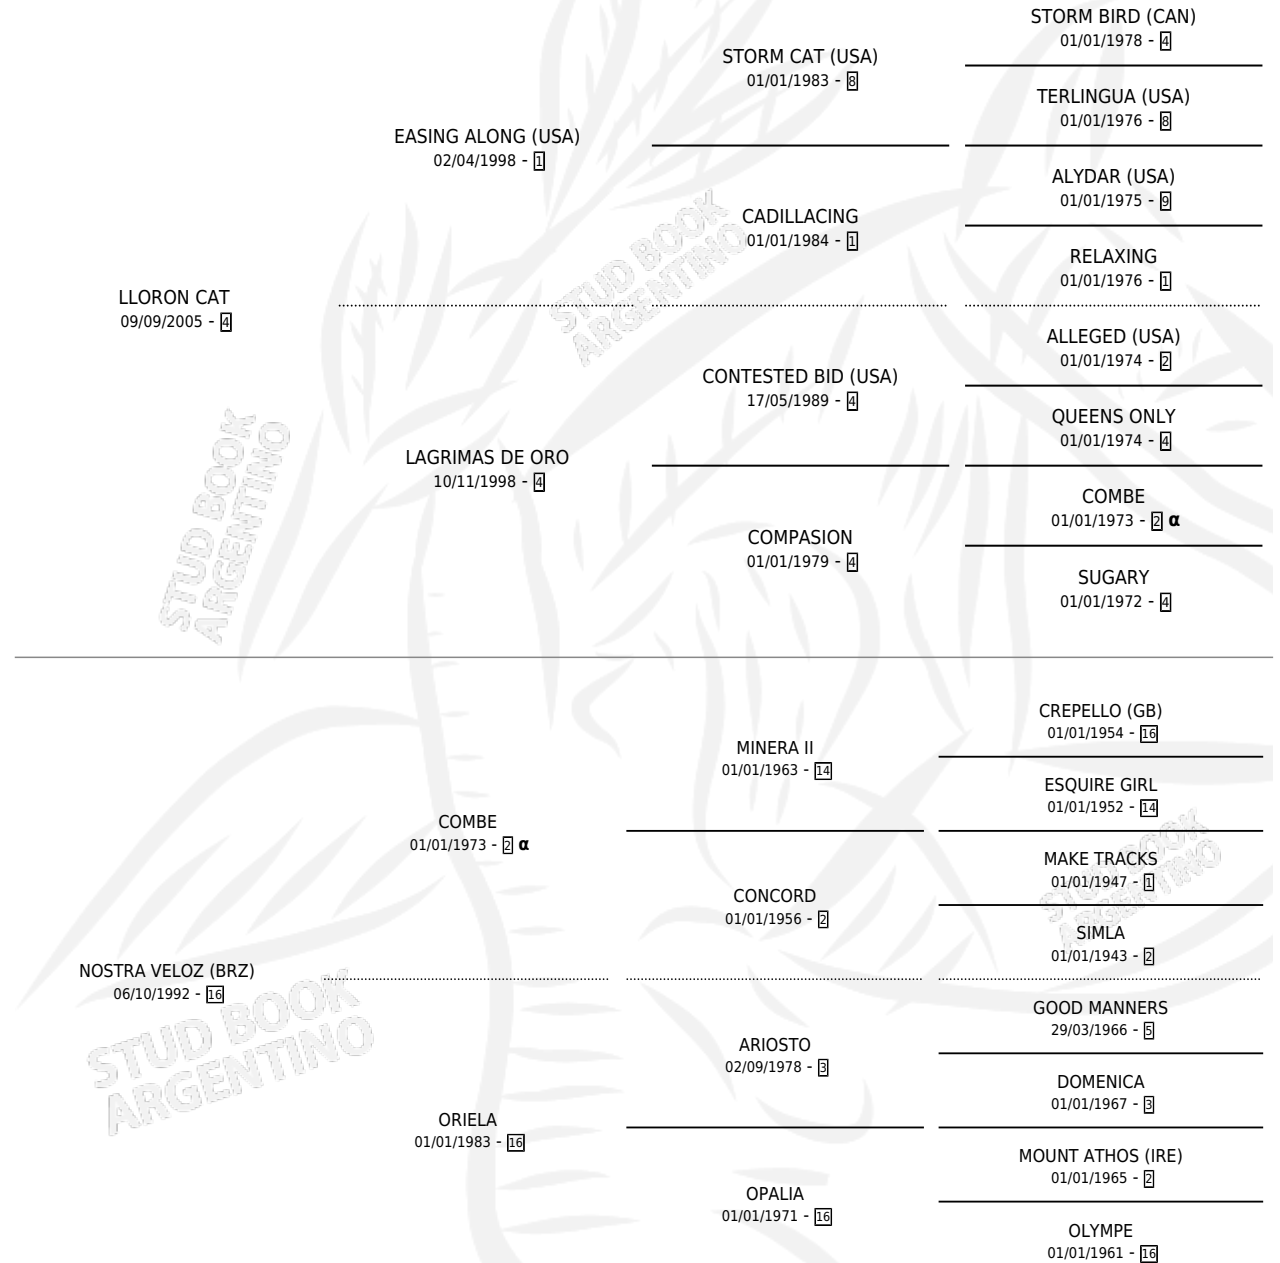 STORM BIRD (CAN)
01/01/1978 - 4
STORM CAT (USA)
01/01/1983 - 8
TERLINGUA (USA)
01/01/1976 - 8
EASING ALONG (USA)
02/04/1998 - 1
ALYDAR (USA)
01/01/1975 - 9
CADILLACING
01/01/1984 - 1
RELAXING
01/01/1976 - 1
LLORON CAT
09/09/2005 - 4
ALLEGED (USA)
01/01/1974 - 2
CONTESTED BID (USA)
17/05/1989 - 4
QUEENS ONLY
01/01/1974 - 4
LAGRIMAS DE ORO
10/11/1998 - 4
COMBE
01/01/1973 - 2 α
COMPASION
01/01/1979 - 4
SUGARY
01/01/1972 - 4
STUD BOOK
ARGENTINO
STUD BOOK
ARGENTINO
CREPELLO (GB)
01/01/1954 - 16
MINERA II
01/01/1963 - 14
ESQUIRE GIRL
01/01/1952 - 14
COMBE
01/01/1973 - 2 α
MAKE TRACKS
01/01/1947 - 1
CONCORD
01/01/1956 - 2
SIMLA
01/01/1943 - 2
NOSTRA VELOZ (BRZ)
06/10/1992 - 16
GOOD MANNERS
29/03/1966 - 5
ARIOSTO
02/09/1978 - 3
DOMENICA
01/01/1967 - 3
ORIELA
01/01/1983 - 16
MOUNT ATHOS (IRE)
01/01/1965 - 2
OPALIA
01/01/1971 - 16
OLYMPE
01/01/1961 - 16
STUD BOOK
ARGENTINO
STUD BOOK
ARGENTINO